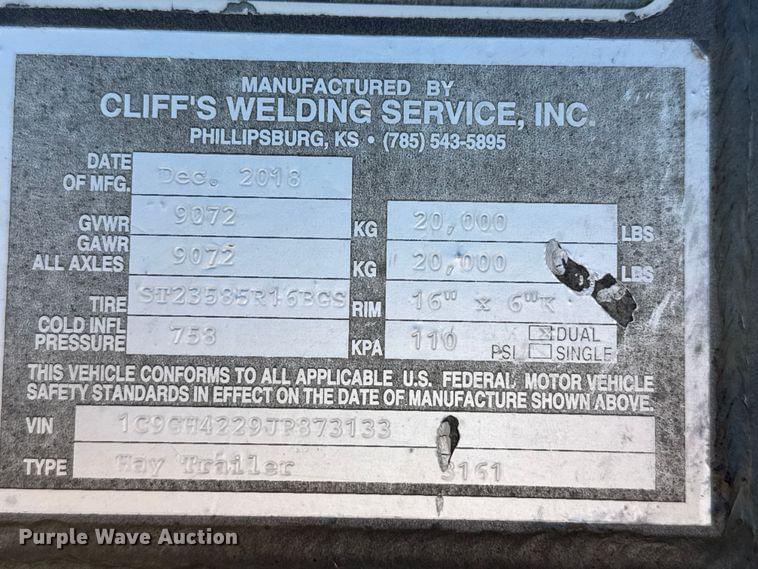 MANUFACTURED BY
CLIFF'S WELDING SERVICE, INC.
PHILLIPSBURG, KS • (785) 543-5895
DATE OF MFG. Dec. 2018
GVWR 9072 KG 20,000 LBS
GAWR ALL AXLES 9072 KG 20,000 LBS
TIRE ST23585R16BGS RIM 16" x 6"K
COLD INFL PRESSURE 758 KPA 110 PSI DUAL SINGLE
THIS VEHICLE CONFORMS TO ALL APPLICABLE U.S. FEDERAL MOTOR VEHICLE
SAFETY STANDARDS IN EFFECT ON THE DATE OF MANUFACTURE SHOWN ABOVE.
VIN 1C9GH4229JP873133
TYPE Hay Trailer 3161
Purple Wave Auction